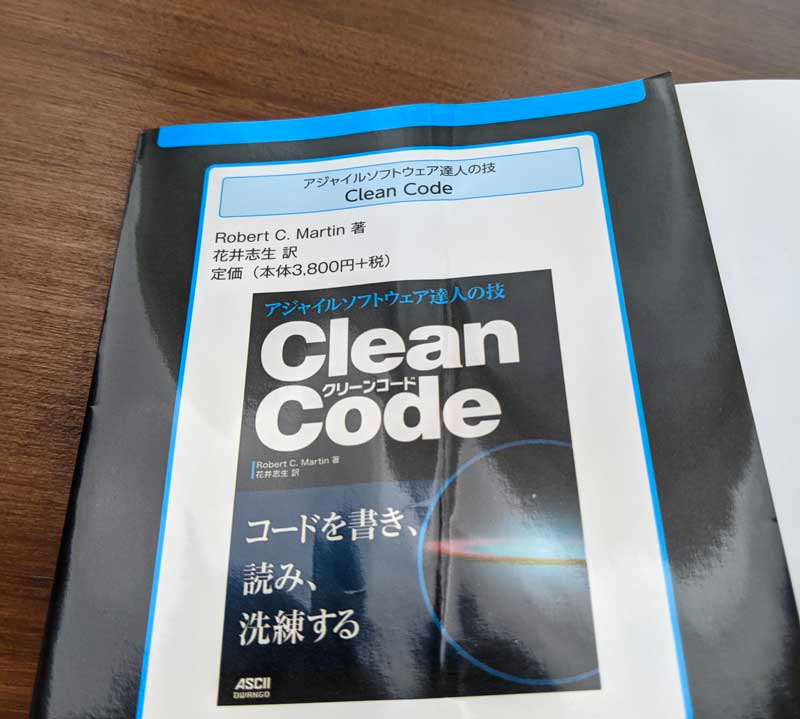 アジャイルソフトウェア達人の技
Clean Code
Robert C. Martin 著
花井志生 訳
定価（本体3,800円+税）
アジャイルソフトウェア達人の技
Clean
クリーンコード
Code
Robert C. Martin 著
花井志生 訳
コードを書き、
読み、
洗練する
ASCII
DWANGO